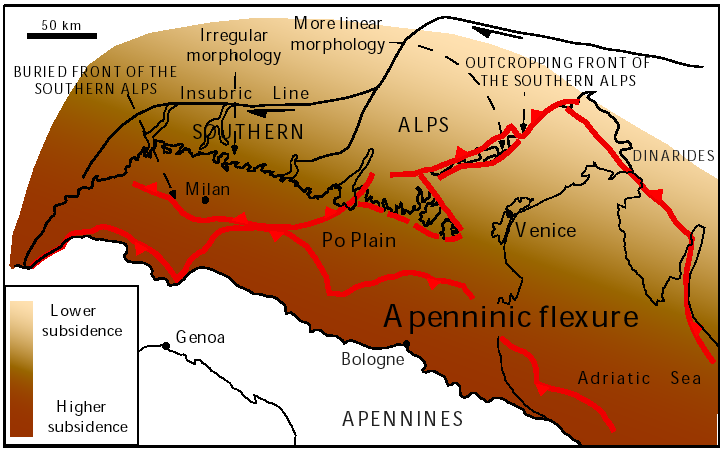 50 km
Irregular
morphology
More linear
morphology
BURIED FRONT OF THE
SOUTHERN ALPS
OUTCROPPING FRONT OF
THE SOUTHERN ALPS
Insubric Line
SOUTHERN
ALPS
DINARIDES
Milan
Po Plain
Venice
Apenninic flexure
Lower
subsidence
Higher
subsidence
Genoa
Bologne
Adriatic Sea
APENNINES